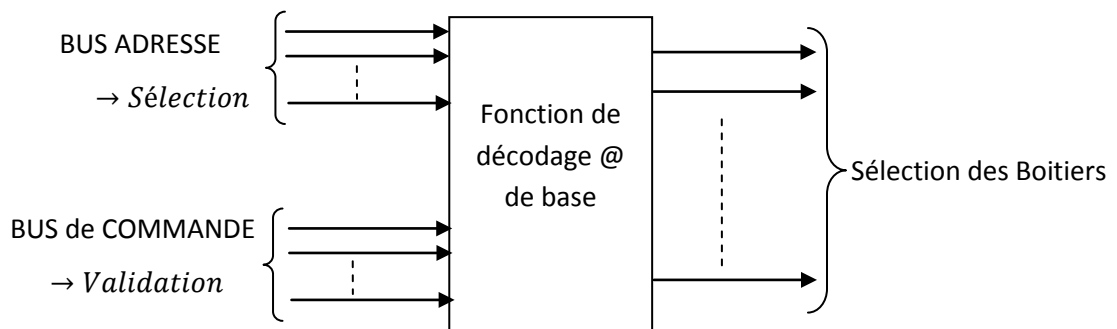 BUS ADRESSE
→ Sélection
Fonction de
décodage @
de base
Sélection des Boitiers
BUS de COMMANDE
→ Validation